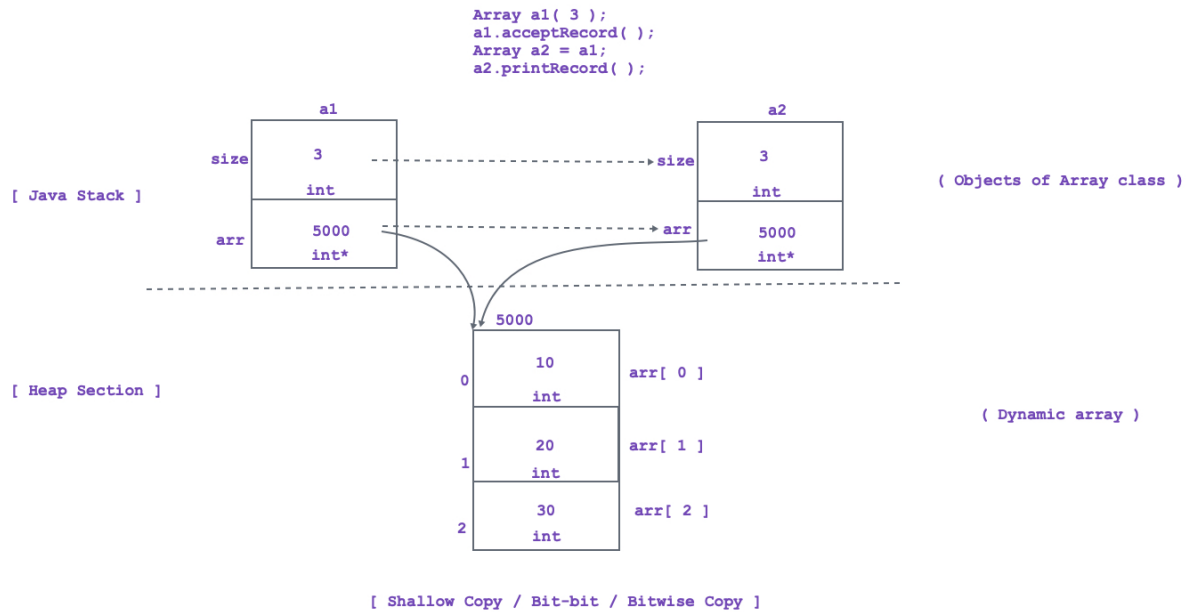 Array a1( 3 );
a1.acceptRecord( );
Array a2 = a1;
a2.printRecord( );
a1
a2
size
3
int
size
3
int
[ Java Stack ]
( Objects of Array class )
arr
5000
int*
arr
5000
int*
5000
0
10
int
arr[ 0 ]
[ Heap Section ]
( Dynamic array )
1
20
int
arr[ 1 ]
2
30
int
arr[ 2 ]
[ Shallow Copy / Bit-bit / Bitwise Copy ]